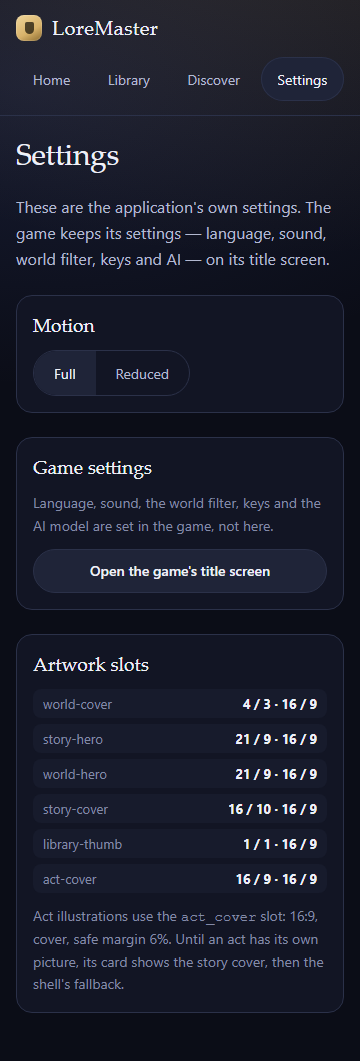 LoreMaster
Home Library Discover Settings
Settings
These are the application's own settings. The
game keeps its settings — language, sound,
world filter, keys and AI — on its title screen.
Motion
Full Reduced
Game settings
Language, sound, the world filter, keys and the
AI model are set in the game, not here.
Open the game's title screen
Artwork slots
world-cover 4 / 3 · 16 / 9
story-hero 21 / 9 · 16 / 9
world-hero 21 / 9 · 16 / 9
story-cover 16 / 10 · 16 / 9
library-thumb 1 / 1 · 16 / 9
act-cover 16 / 9 · 16 / 9
Act illustrations use the act_cover slot: 16:9,
cover, safe margin 6%. Until an act has its own
picture, its card shows the story cover, then the
shell's fallback.